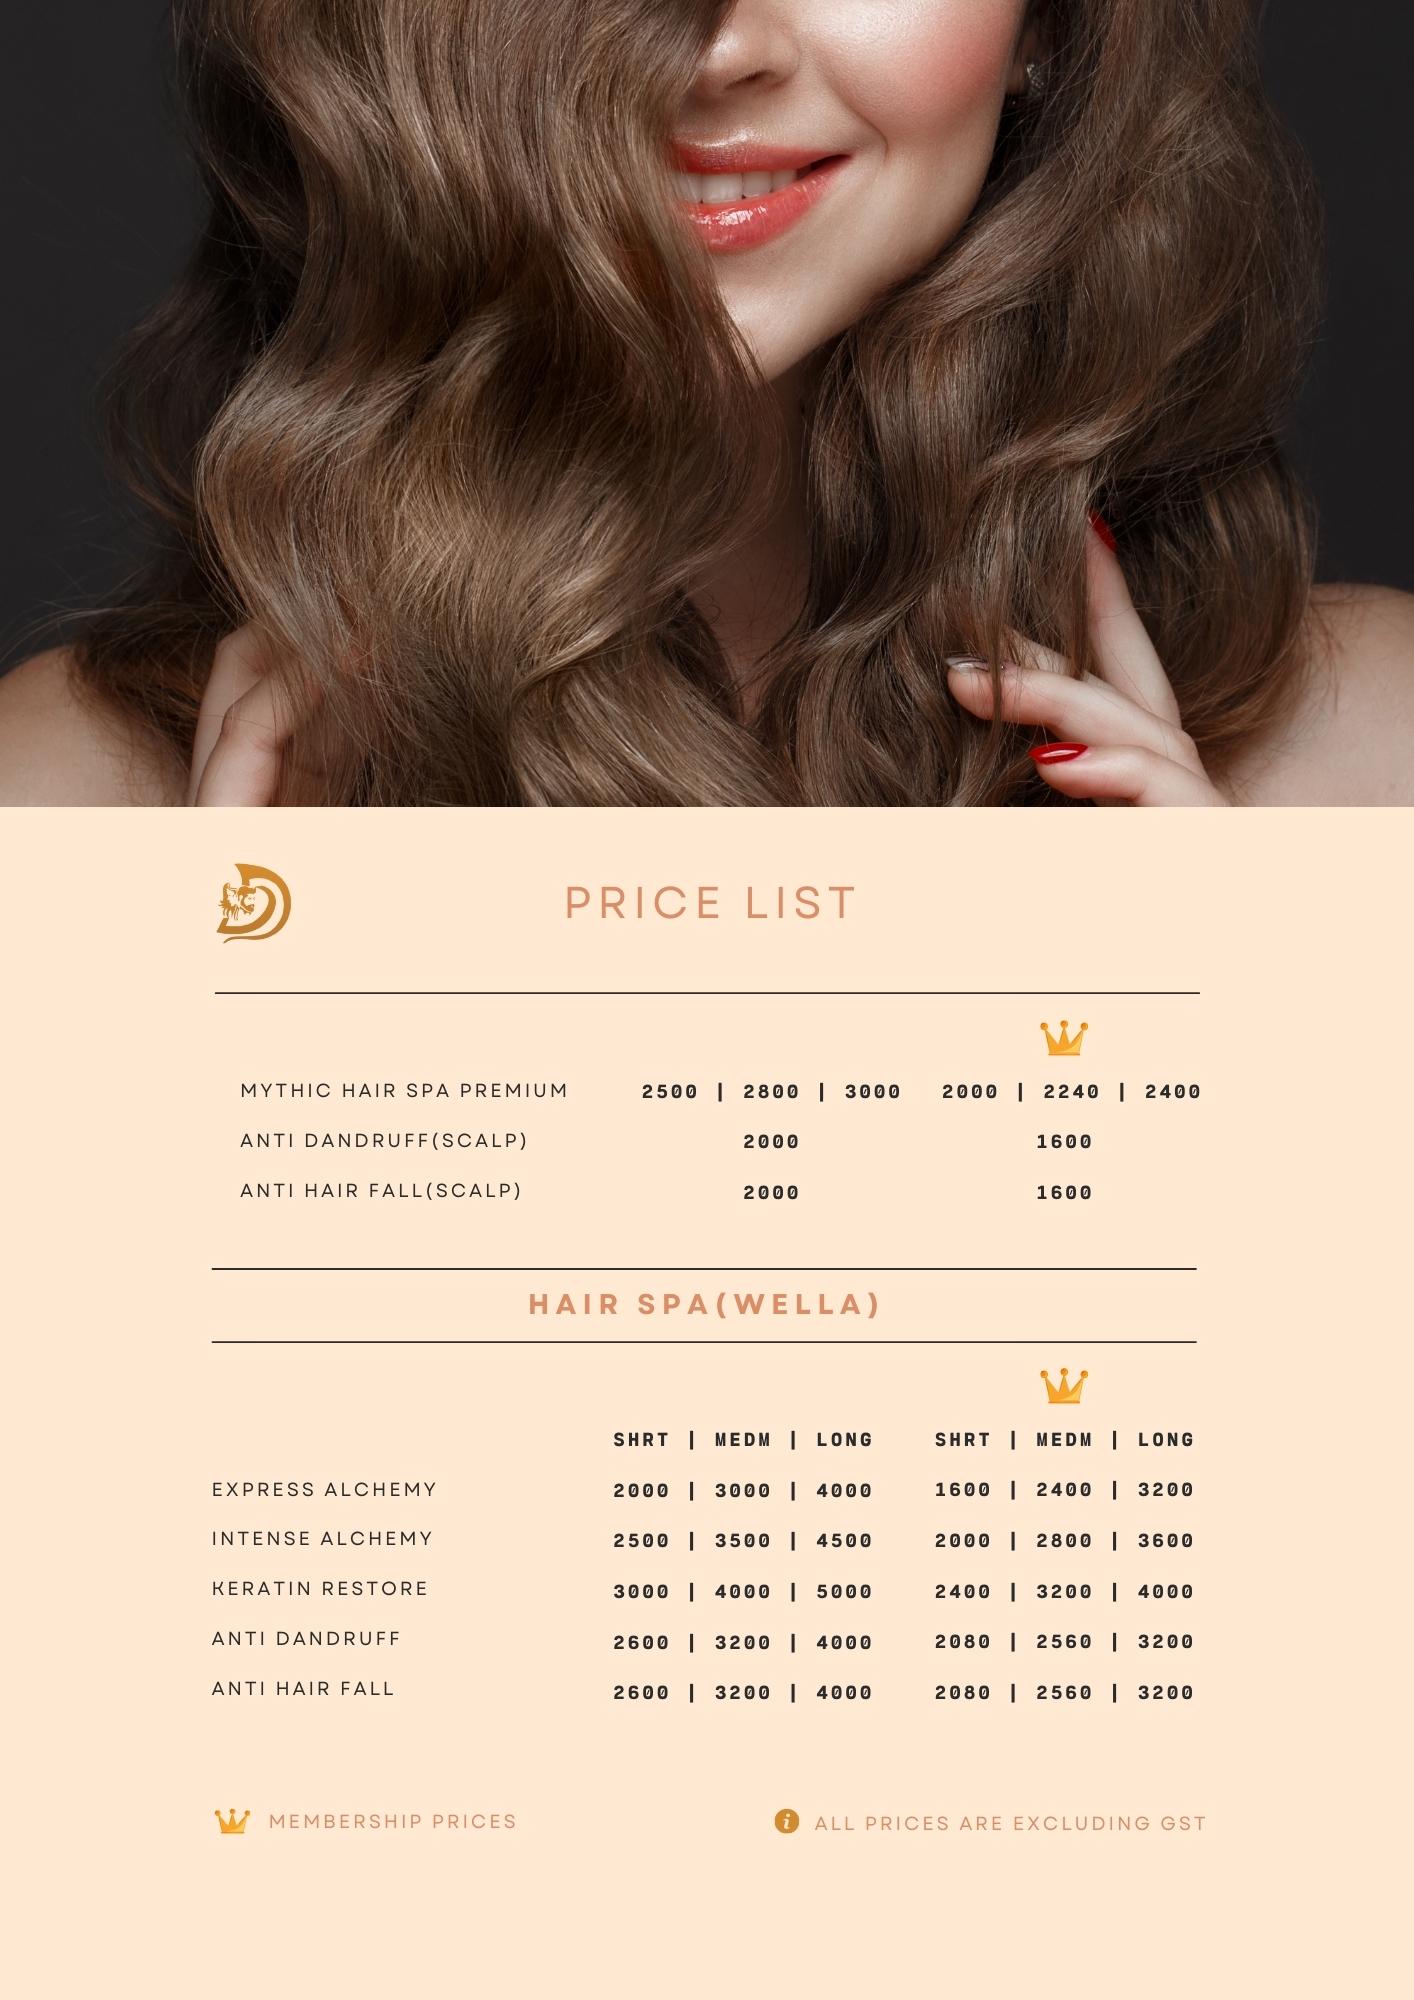 PRICE LIST
MYTHIC HAIR SPA PREMIUM 2500 | 2800 | 3000 2000 | 2240 | 2400
ANTI DANDRUFF(SCALP) 2000 1600
ANTI HAIR FALL(SCALP) 2000 1600
HAIR SPA(WELLA)
SHRT | MEDM | LONG SHRT | MEDM | LONG
EXPRESS ALCHEMY 2000 | 3000 | 4000 1600 | 2400 | 3200
INTENSE ALCHEMY 2500 | 3500 | 4500 2000 | 2800 | 3600
KERATIN RESTORE 3000 | 4000 | 5000 2400 | 3200 | 4000
ANTI DANDRUFF 2600 | 3200 | 4000 2080 | 2560 | 3200
ANTI HAIR FALL 2600 | 3200 | 4000 2080 | 2560 | 3200
MEMBERSHIP PRICES i ALL PRICES ARE EXCLUDING GST